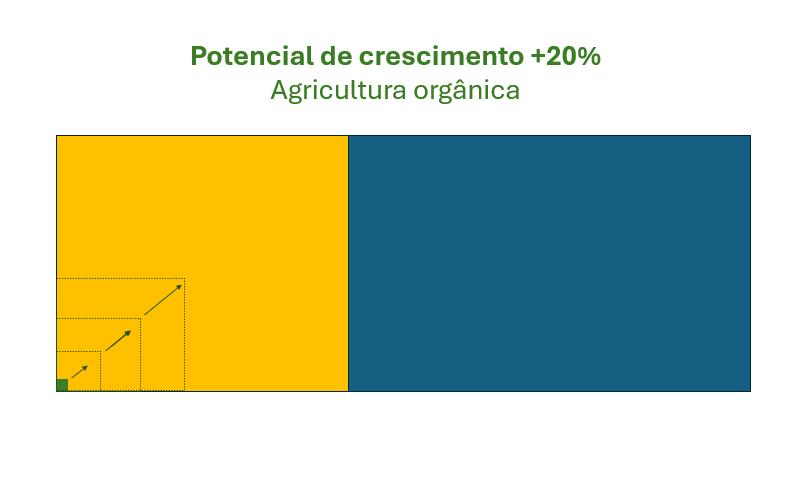 Potencial de crescimento +20%
Agricultura orgânica